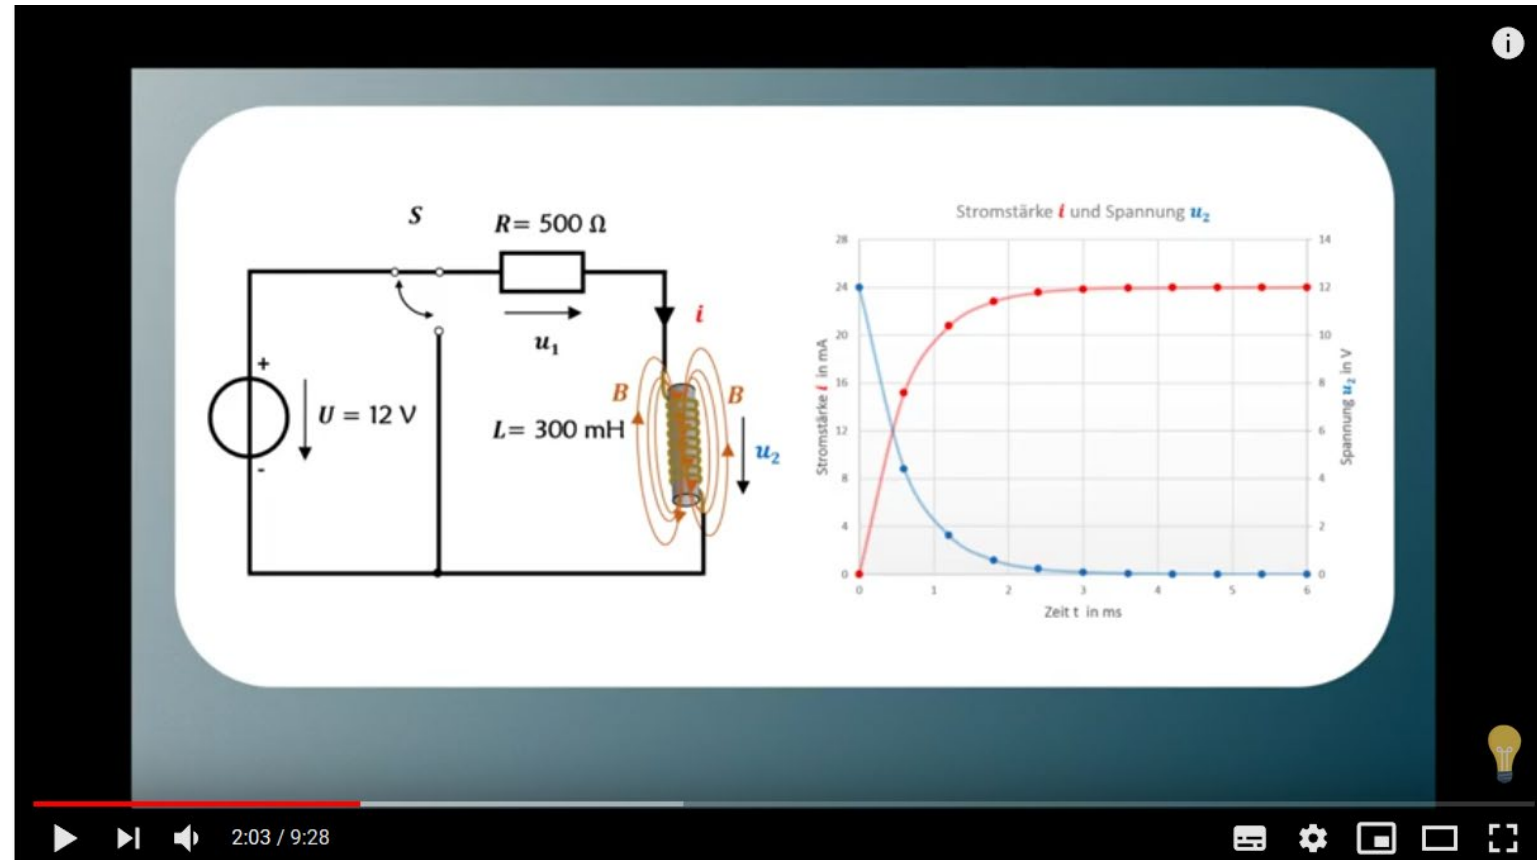 S
R= 500 Ω
u₁
i
+
U = 12 V
-
L= 300 mH
B
B
u₂
Stromstärke i und Spannung u₂
28
24
20
16
12
8
4
0
14
12
10
8
6
4
2
0
0 1 2 3 4 5 6
Stromstärke i in mA
Spannung u₂ in V
Zeit t in ms
2:03 / 9:28